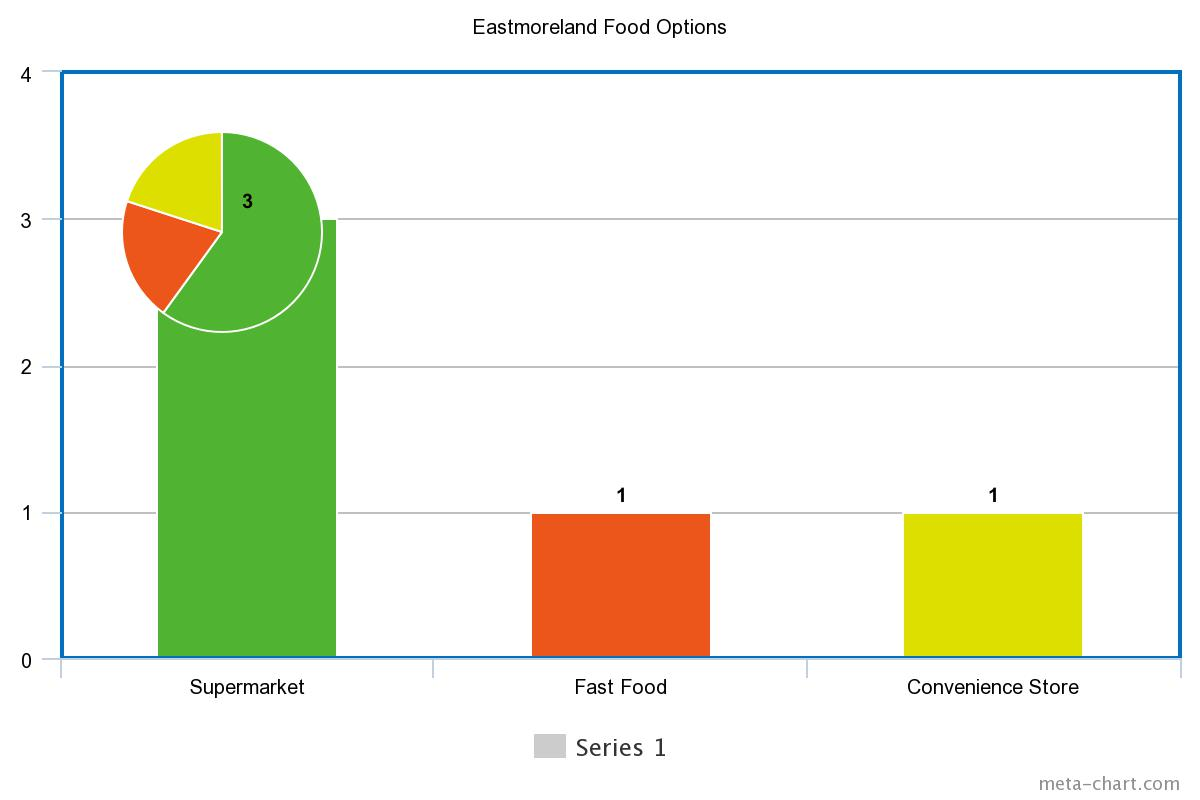 Eastmoreland Food Options
4
3
3
2
1
1
1
0
Supermarket Fast Food Convenience Store
Series 1
meta-chart.com